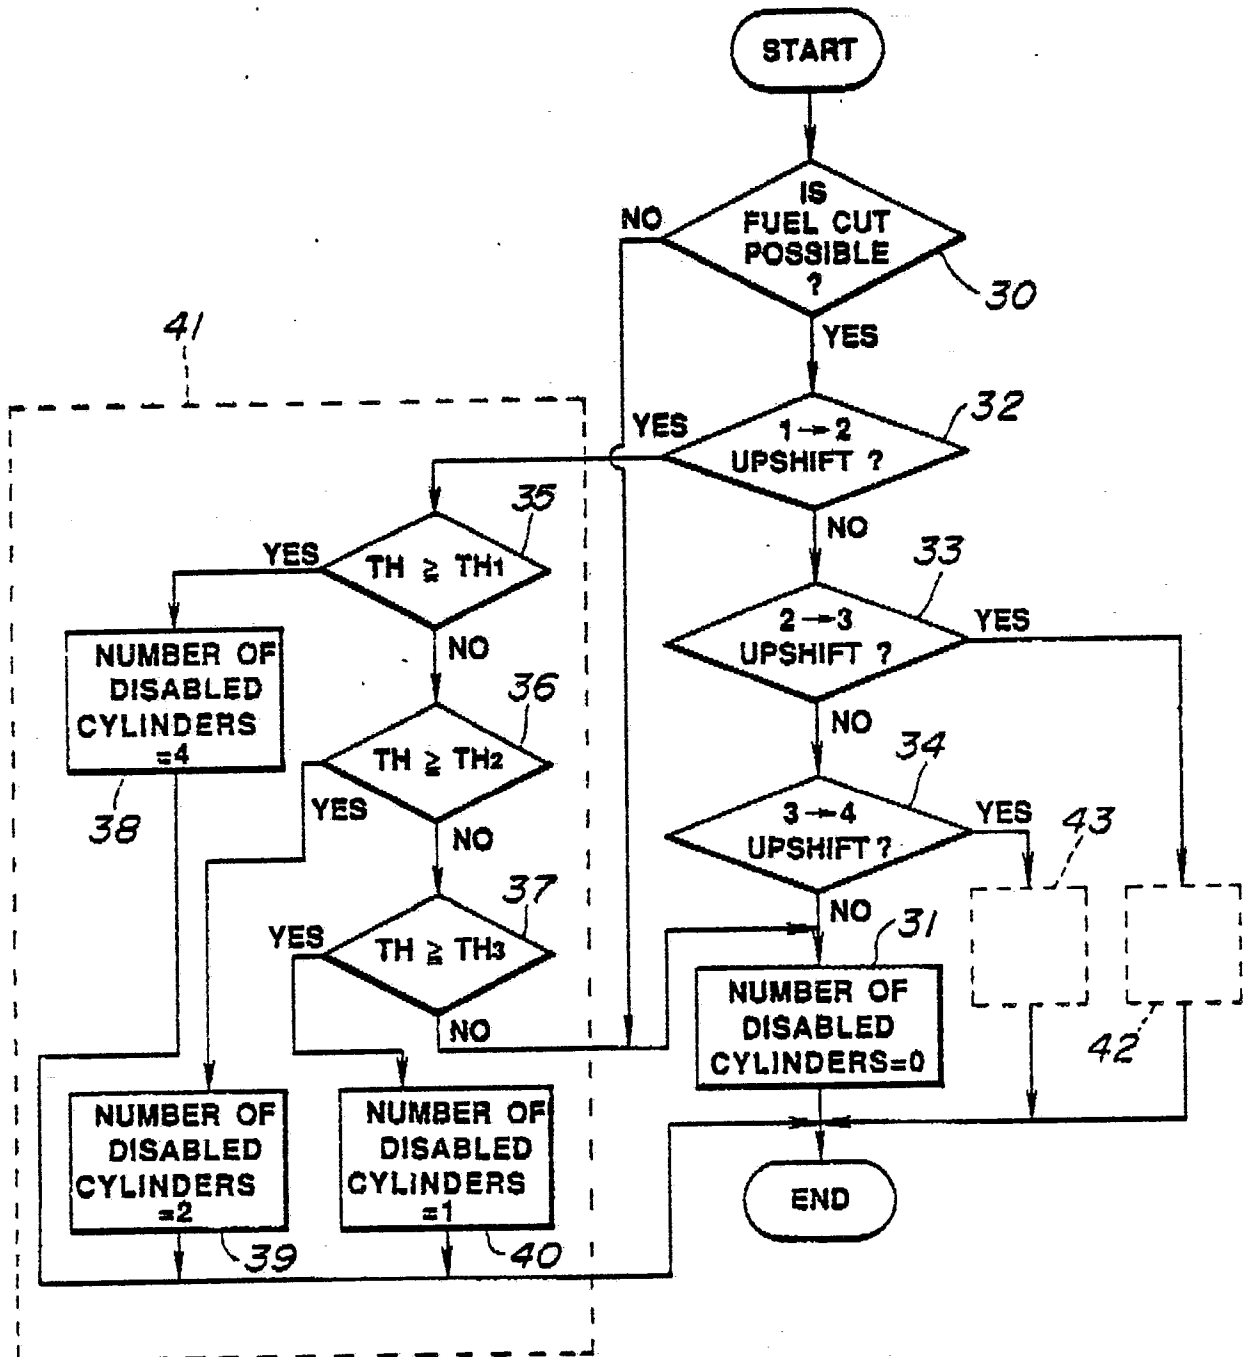 START
IS
FUEL CUT
POSSIBLE
?
NO
30
YES
41
1→2
UPSHIFT ?
YES
32
NO
35
TH ≧ TH1
YES
NO
33
2→3
UPSHIFT ?
YES
NO
NUMBER OF
DISABLED
CYLINDERS
=4
38
36
TH ≧ TH2
YES
NO
34
3→4
UPSHIFT ?
YES
NO
43
42
37
TH ≧ TH3
YES
NO
31
NUMBER OF
DISABLED
CYLINDERS=0
NUMBER OF
DISABLED
CYLINDERS
=2
39
NUMBER OF
DISABLED
CYLINDERS
=1
40
END